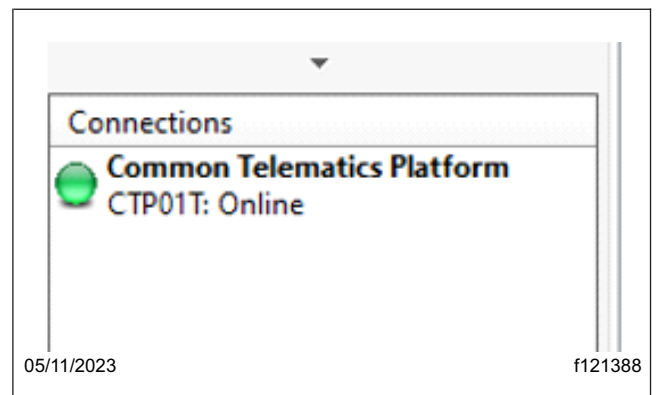 Connections
Common Telematics Platform
CTP01T: Online
05/11/2023 f121388